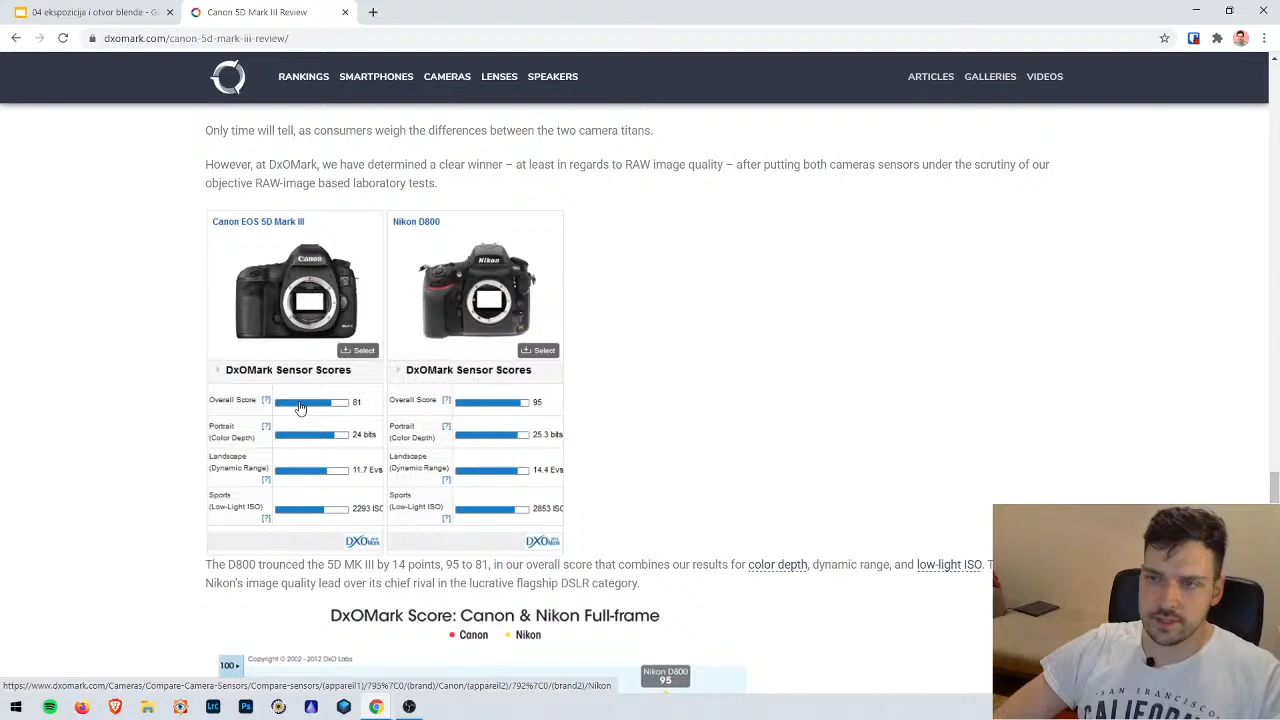 04 ekspozicija i otvor blende - Gl
Canon 5D Mark III Review
dxomark.com/canon-5d-mark-iii-review/
RANKINGS SMARTPHONES CAMERAS LENSES SPEAKERS ARTICLES GALLERIES VIDEOS
Only time will tell, as consumers weigh the differences between the two camera titans.
However, at DxOMark, we have determined a clear winner – at least in regards to RAW image quality – after putting both cameras sensors under the scrutiny of our
objective RAW-image based laboratory tests.
Canon EOS 5D Mark III Nikon D800
Canon Nikon
Select Select
DxOMark Sensor Scores DxOMark Sensor Scores
Overall Score [?] 81 Overall Score [?] 95
Portrait [?] Portrait [?]
(Color Depth) 24 bits (Color Depth) 25.3 bits
Landscape Landscape
(Dynamic Range) 11.7 Evs (Dynamic Range) 14.4 Evs
[?] [?]
Sports Sports
(Low-Light ISO) 2293 ISO (Low-Light ISO) 2853 ISO
[?] [?]
DXO Mark DXO Mark
The D800 trounced the 5D MK III by 14 points, 95 to 81, in our overall score that combines our results for color depth, dynamic range, and low-light ISO. T
Nikon's image quality lead over its chief rival in the lucrative flagship DSLR category.
DxOMark Score: Canon & Nikon Full-frame
Canon Nikon
Copyright © 2002 - 2012 DxO Labs
100
Nikon D800
95
https://www.dxomark.com/Cameras/Compare-Camera-Sensors/Compare-sensors/(appareil1)/795%7C0/(brand)/Canon/(appareil2)/792%7C0/(brand2)/Nikon
Lrc Ps
SAN FRANCISCO
CALIFORN